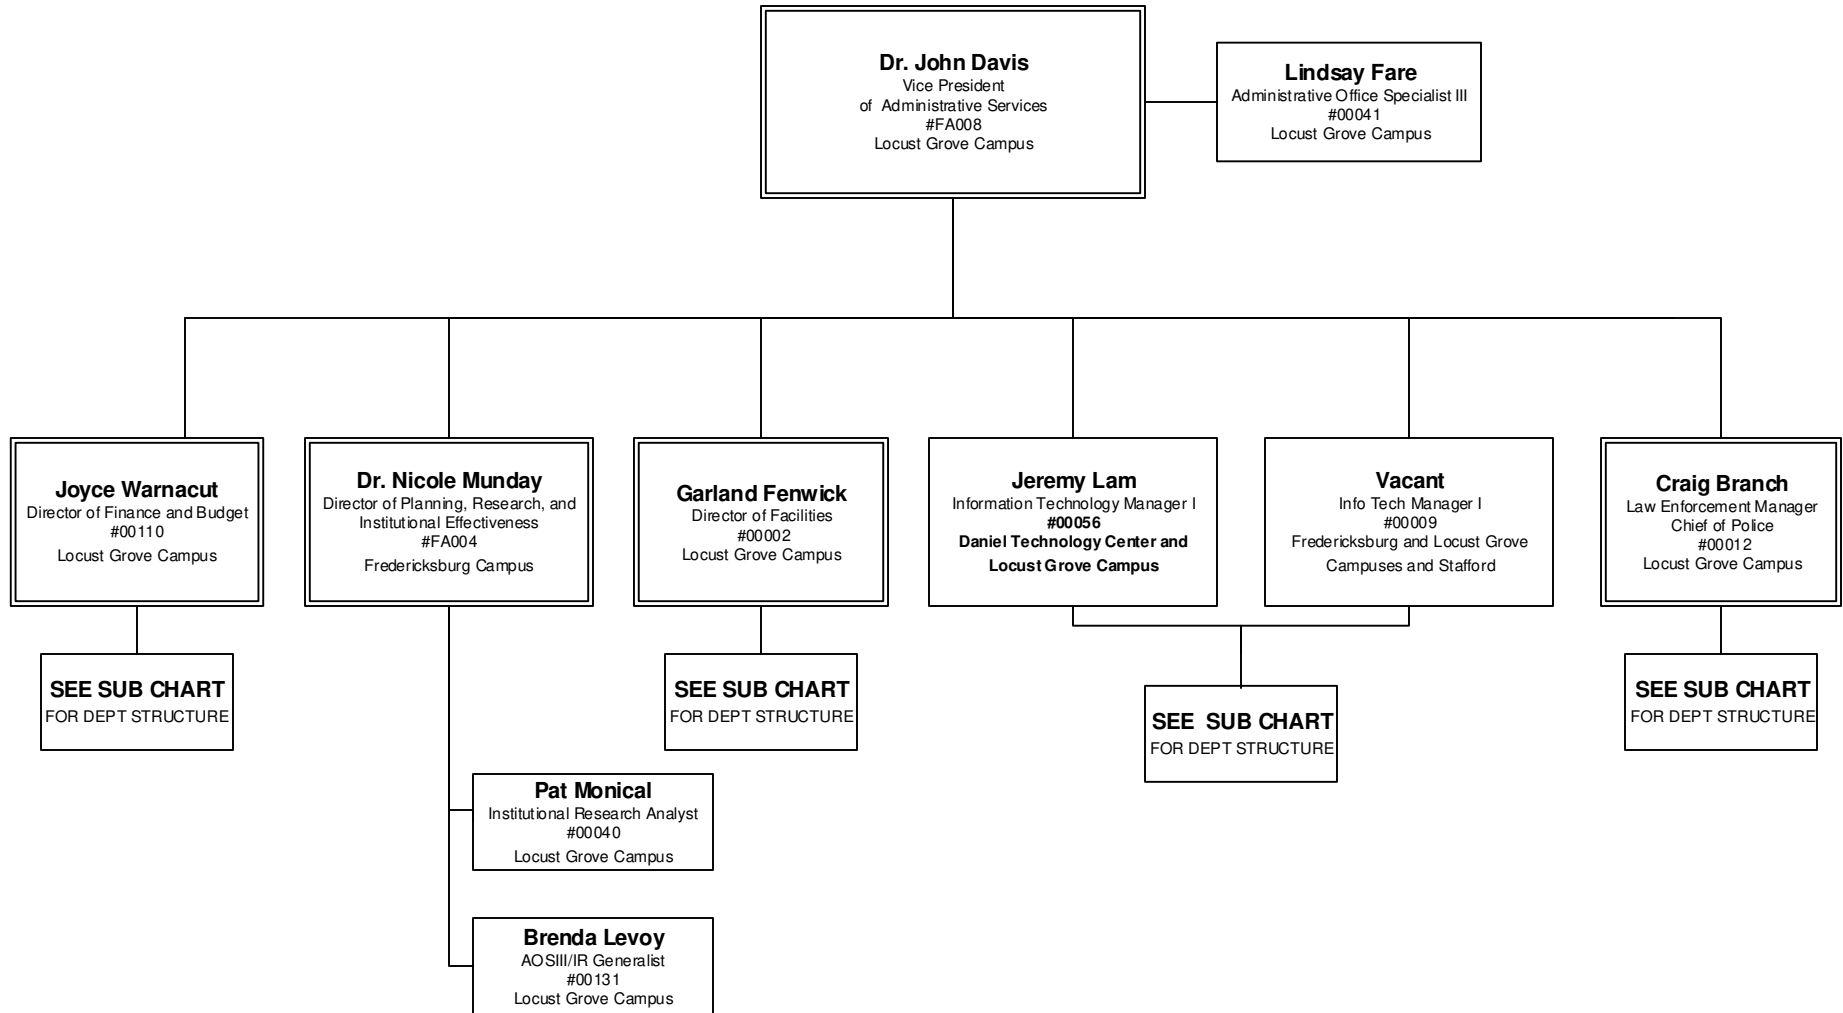 Dr. John Davis
Vice President
of Administrative Services
#FA008
Locust Grove Campus
Lindsay Fare
Administrative Office Specialist III
#00041
Locust Grove Campus
Joyce Warnacut
Director of Finance and Budget
#00110
Locust Grove Campus
Dr. Nicole Munday
Director of Planning, Research, and
Institutional Effectiveness
#FA004
Fredericksburg Campus
Garland Fenwick
Director of Facilities
#00002
Locust Grove Campus
Jeremy Lam
Information Technology Manager I
#00056
Daniel Technology Center and
Locust Grove Campus
Vacant
Info Tech Manager I
#00009
Fredericksburg and Locust Grove
Campuses and Stafford
Craig Branch
Law Enforcement Manager
Chief of Police
#00012
Locust Grove Campus
SEE SUB CHART
FOR DEPT STRUCTURE
SEE SUB CHART
FOR DEPT STRUCTURE
SEE SUB CHART
FOR DEPT STRUCTURE
SEE SUB CHART
FOR DEPT STRUCTURE
Pat Monical
Institutional Research Analyst
#00040
Locust Grove Campus
Brenda Levoy
AOSIII/IR Generalist
#00131
Locust Grove Campus